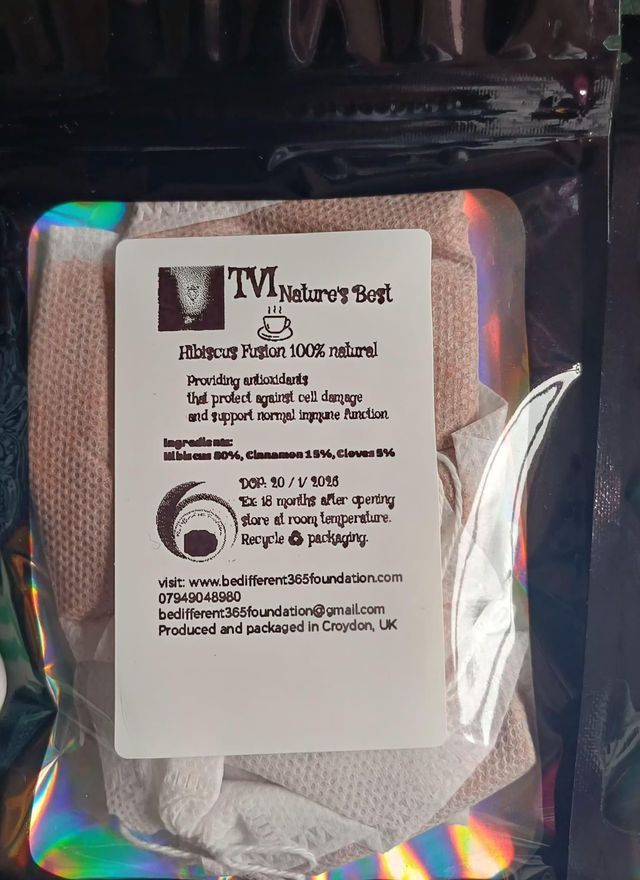 TVI Nature's Best
Hibiscus Fusion 100% natural
Providing antioxidants
that protect against cell damage
and support normal immune function
Ingredients:
Hibiscus 80%, Cinnamon 15%, Cloves 5%
DOP: 20 / 1/ 2026
Ex: 18 months after opening
store at room temperature.
Recycle ♻ packaging.
visit: www.bedifferent365foundation.com
07949048980
bedifferent365foundation@gmail.com
Produced and packaged in Croydon, UK